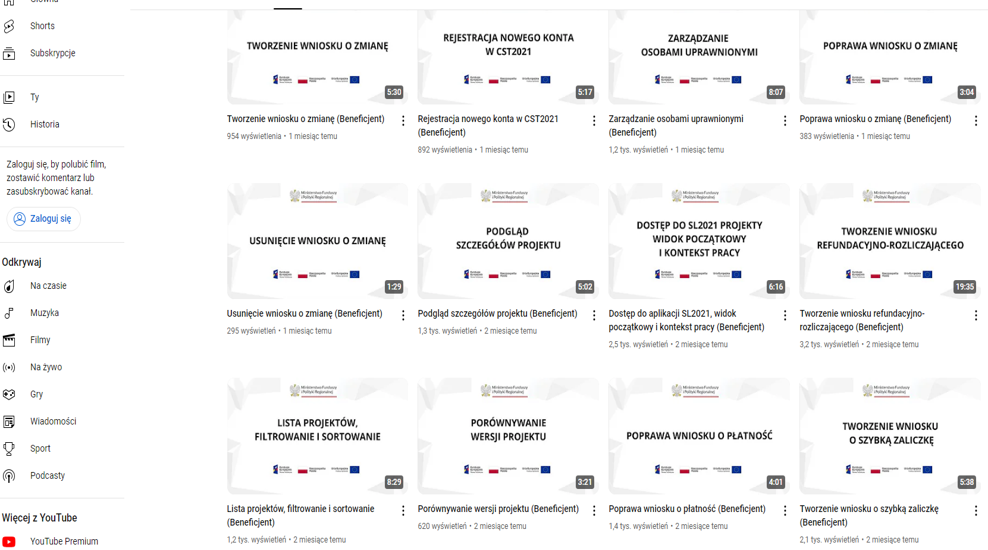 Główna
Shorts
Subskrypcje
Ty
Historia
Zaloguj się, by polubić film,
zostawić komentarz lub
zasubskrybować kanał.
Zaloguj się
Odkrywaj
Na czasie
Muzyka
Filmy
Na żywo
Gry
Wiadomości
Sport
Podcasty
Więcej z YouTube
YouTube Premium
TWORZENIE WNIOSKU O ZMIANĘ
5:30
Tworzenie wniosku o zmianę (Beneficjent)
954 wyświetlenia • 1 miesiąc temu
REJESTRACJA NOWEGO KONTA
W CST2021
5:17
Rejestracja nowego konta w CST2021
(Beneficjent)
892 wyświetlenia • 1 miesiąc temu
ZARZĄDZANIE
OSOBAMI UPRAWNIONYMI
8:07
Zarządzanie osobami uprawnionymi
(Beneficjent)
1,2 tys. wyświetleń • 1 miesiąc temu
POPRAWA WNIOSKU O ZMIANĘ
3:04
Poprawa wniosku o zmianę (Beneficjent)
383 wyświetlenia • 1 miesiąc temu
Ministerstwo Funduszy
i Polityki Regionalnej
USUNIĘCIE WNIOSKU O ZMIANĘ
1:29
Usunięcie wniosku o zmianę (Beneficjent)
295 wyświetleń • 1 miesiąc temu
Ministerstwo Funduszy
i Polityki Regionalnej
PODGLĄD
SZCZEGÓŁÓW PROJEKTU
5:02
Podgląd szczegółów projektu (Beneficjent)
1,3 tys. wyświetleń • 2 miesiące temu
Ministerstwo Funduszy
i Polityki Regionalnej
DOSTĘP DO SL2021 PROJEKTY
WIDOK POCZĄTKOWY
I KONTEKST PRACY
6:16
Dostęp do aplikacji SL2021, widok
początkowy i kontekst pracy (Beneficjent)
2,5 tys. wyświetleń • 2 miesiące temu
Ministerstwo Funduszy
i Polityki Regionalnej
TWORZENIE WNIOSKU
REFUNDACYJNO-ROZLICZAJĄCEGO
19:35
Tworzenie wniosku refundacyjno-
rozliczającego (Beneficjent)
3,2 tys. wyświetleń • 2 miesiące temu
Ministerstwo Funduszy
i Polityki Regionalnej
LISTA PROJEKTÓW,
FILTROWANIE I SORTOWANIE
8:29
Lista projektów, filtrowanie i sortowanie
(Beneficjent)
1,2 tys. wyświetleń • 2 miesiące temu
Ministerstwo Funduszy
i Polityki Regionalnej
PORÓWNYWANIE
WERSJI PROJEKTU
3:21
Porównywanie wersji projektu (Beneficjent)
620 wyświetleń • 2 miesiące temu
Ministerstwo Funduszy
i Polityki Regionalnej
POPRAWA WNIOSKU O PŁATNOŚĆ
4:01
Poprawa wniosku o płatność (Beneficjent)
1,4 tys. wyświetleń • 2 miesiące temu
Ministerstwo Funduszy
i Polityki Regionalnej
TWORZENIE WNIOSKU
O SZYBKĄ ZALICZKĘ
5:38
Tworzenie wniosku o szybką zaliczkę
(Beneficjent)
2,1 tys. wyświetleń • 2 miesiące temu